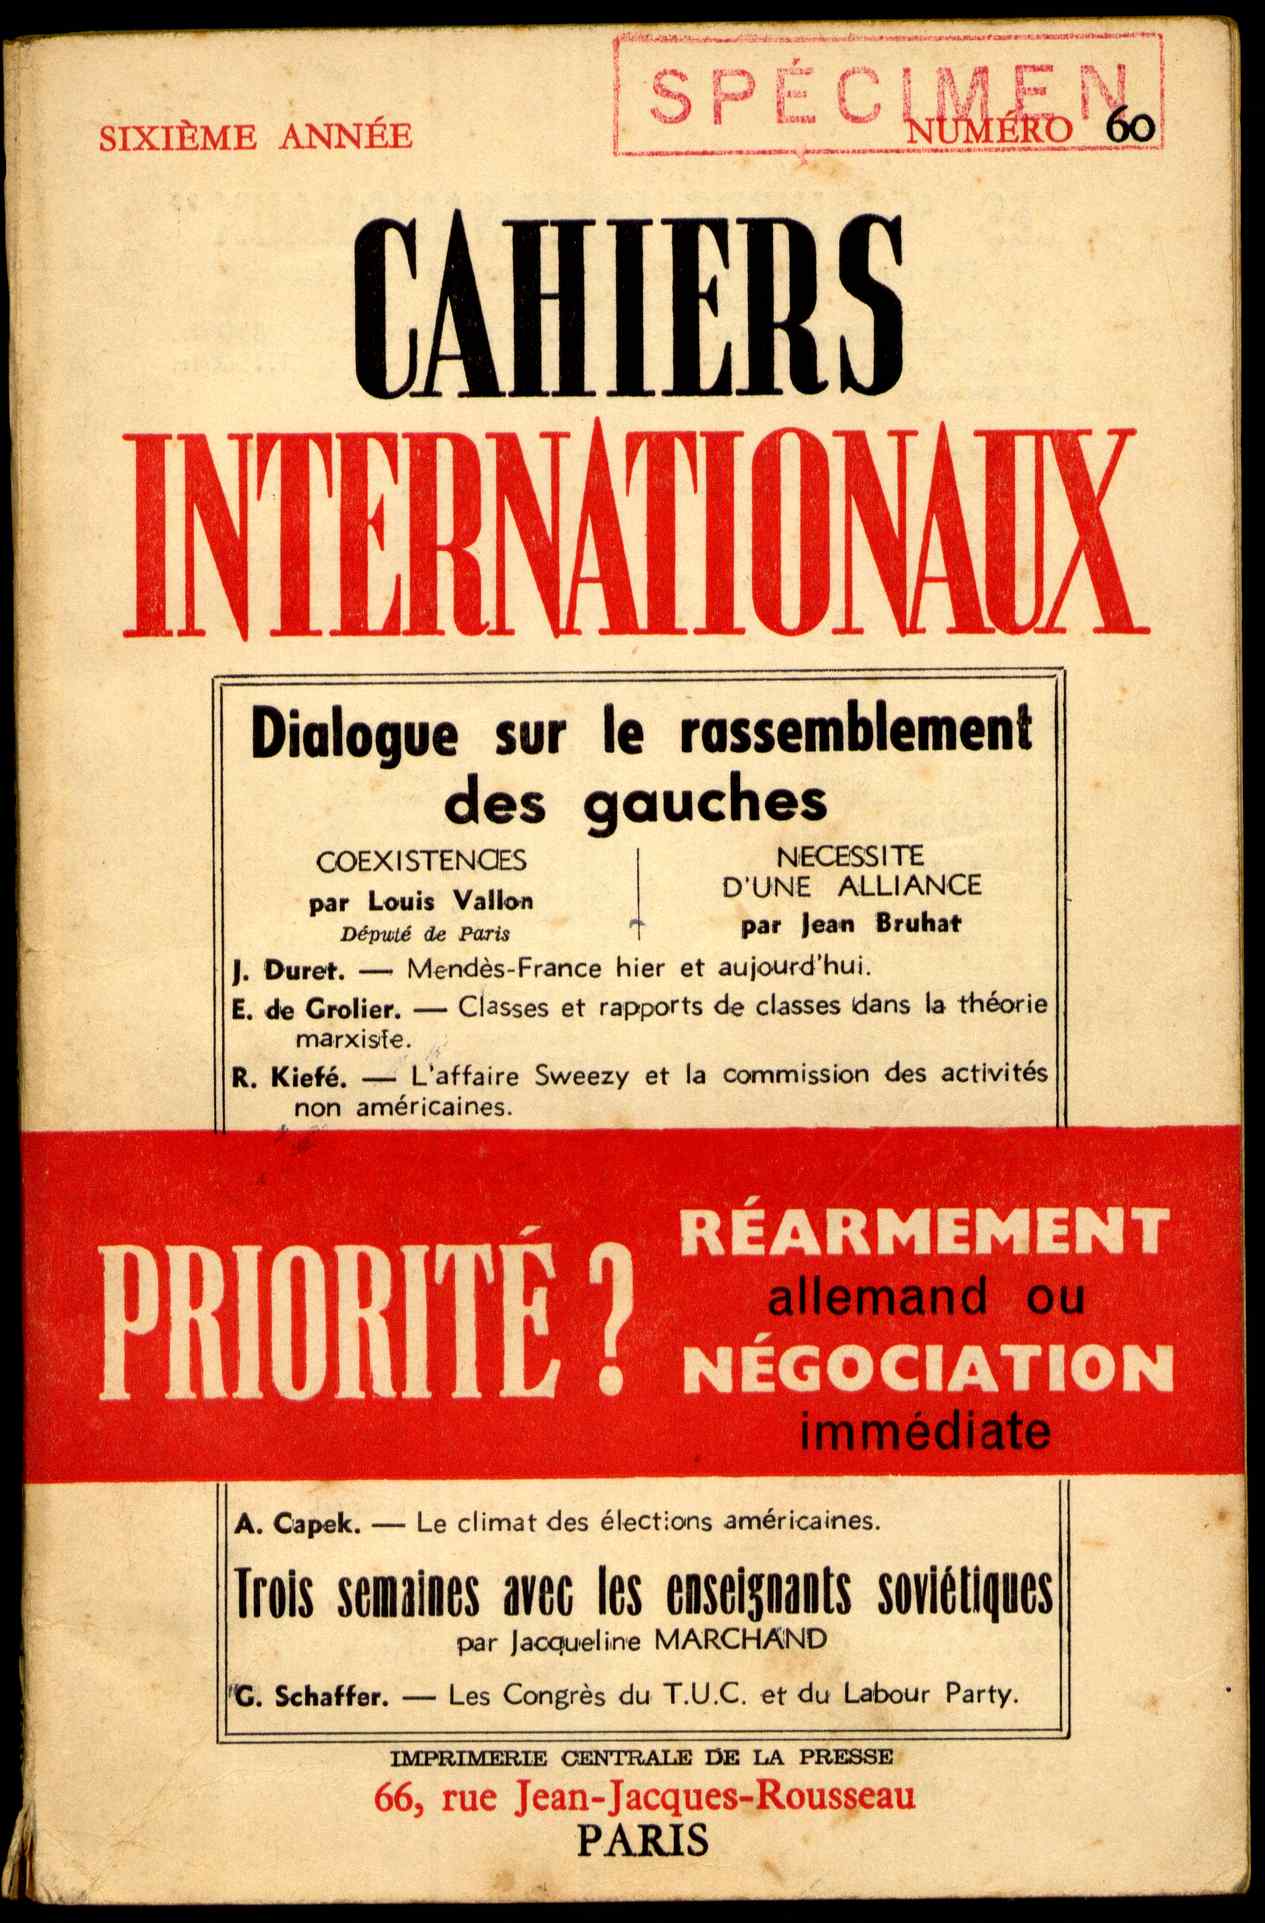 SPÉCIMEN
SIXIÈME ANNÉE
NUMÉRO 60
CAHIERS
INTERNATIONAUX
Dialogue sur le rassemblement
des gauches
COEXISTENCES
par Louis Vallon
Député de Paris
NECESSITE
D'UNE ALLIANCE
par Jean Bruhat
J. Duret. — Mendès-France hier et aujourd'hui.
E. de Grolier. — Classes et rapports de classes dans la théorie
marxiste.
R. Kiefé. — L'affaire Sweezy et la commission des activités
non américaines.
PRIORITÉ ?
RÉARMEMENT
allemand ou
NÉGOCIATION
immédiate
A. Capek. — Le climat des élections américaines.
Trois semaines avec les enseignants soviétiques
par Jacqueline MARCHAND
G. Schaffer. — Les Congrès du T.U.C. et du Labour Party.
IMPRIMERIE CENTRALE DE LA PRESSE
66, rue Jean-Jacques-Rousseau
PARIS